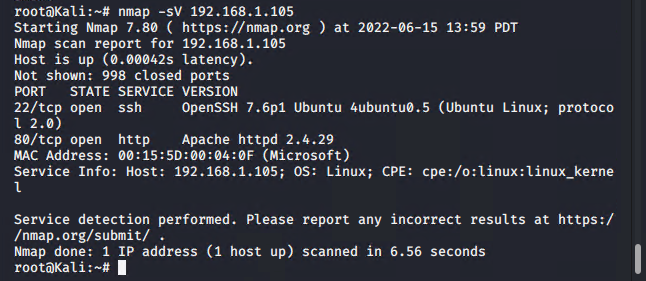 root@Kali:~# nmap -sV 192.168.1.105
Starting Nmap 7.80 ( https://nmap.org ) at 2022-06-15 13:59 PDT
Nmap scan report for 192.168.1.105
Host is up (0.00042s latency).
Not shown: 998 closed ports
PORT   STATE SERVICE VERSION
22/tcp open  ssh     OpenSSH 7.6p1 Ubuntu 4ubuntu0.5 (Ubuntu Linux; protoco
l 2.0)
80/tcp open  http    Apache httpd 2.4.29
MAC Address: 00:15:5D:00:04:0F (Microsoft)
Service Info: Host: 192.168.1.105; OS: Linux; CPE: cpe:/o:linux:linux_kerne
l

Service detection performed. Please report any incorrect results at https:/
/nmap.org/submit/ .
Nmap done: 1 IP address (1 host up) scanned in 6.56 seconds
root@Kali:~#